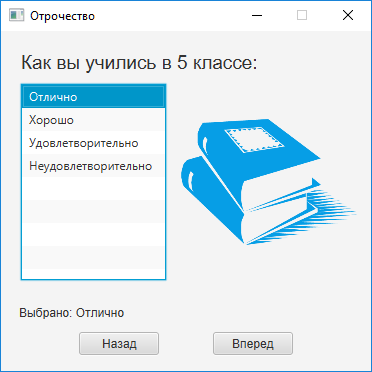 Отрочество
Как вы учились в 5 классе:
Отлично
Хорошо
Удовлетворительно
Неудовлетворительно
Выбрано: Отлично
Назад
Вперед